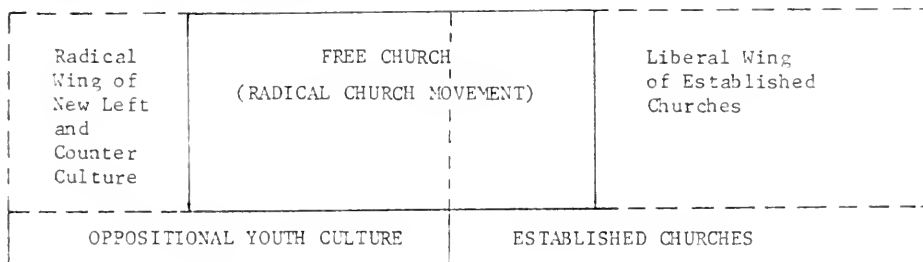 Radical
Wing of
New Left
and
Counter
Culture
FREE CHURCH
(RADICAL CHURCH MOVEMENT)
Liberal Wing
of Established
Churches
OPPOSITIONAL YOUTH CULTURE
ESTABLISHED CHURCHES